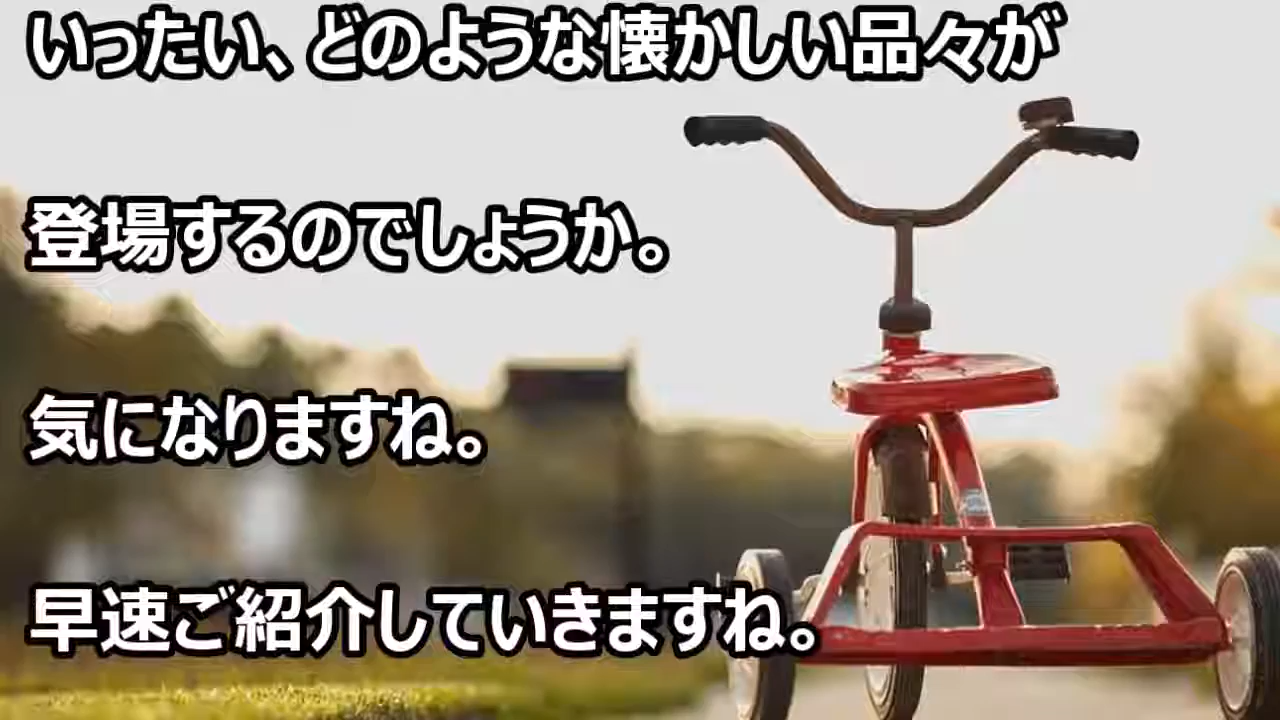 いったい、どのような懐かしい品々が
登場するのでしょうか。
気になりますね。
早速ご紹介していきますね。